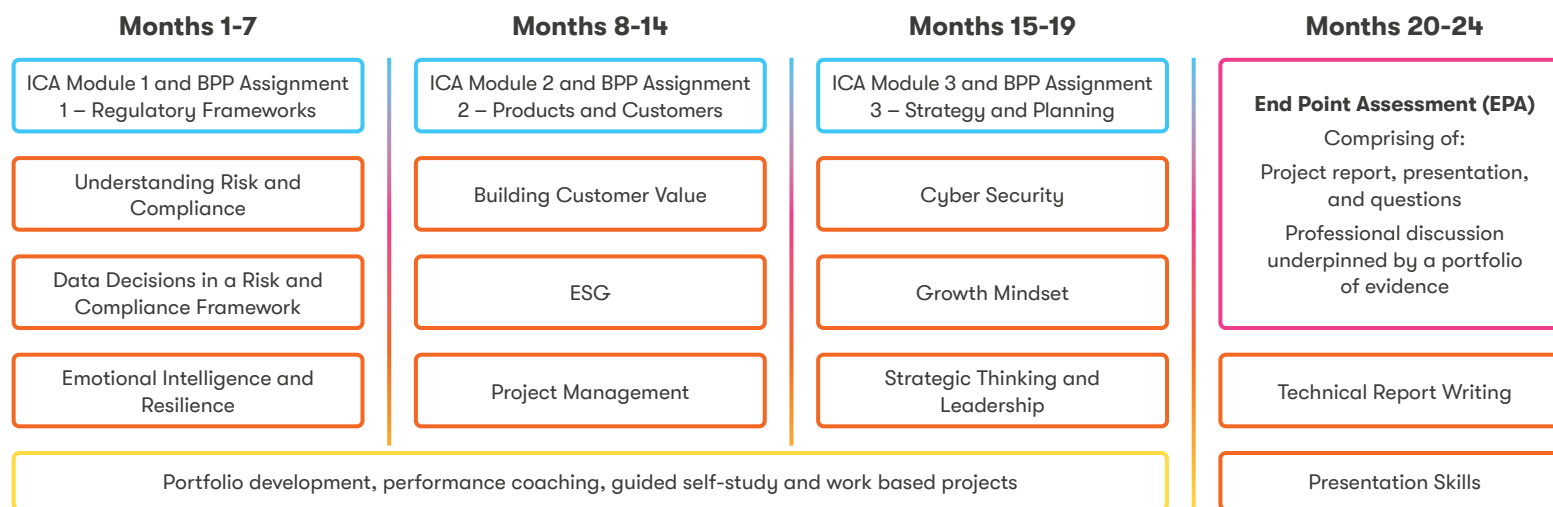 Months 1-7
ICA Module 1 and BPP Assignment
1 – Regulatory Frameworks
Understanding Risk and
Compliance
Data Decisions in a Risk and
Compliance Framework
Emotional Intelligence and
Resilience
Months 8-14
ICA Module 2 and BPP Assignment
2 – Products and Customers
Building Customer Value
ESG
Project Management
Months 15-19
ICA Module 3 and BPP Assignment
3 – Strategy and Planning
Cyber Security
Growth Mindset
Strategic Thinking and
Leadership
Portfolio development, performance coaching, guided self-study and work based projects
Months 20-24
End Point Assessment (EPA)
Comprising of:
Project report, presentation,
and questions
Professional discussion
underpinned by a portfolio
of evidence
Technical Report Writing
Presentation Skills